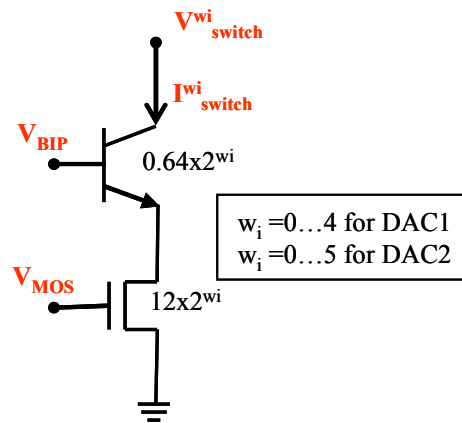 V^wi_switch
I^wi_switch
V_BIP
0.64x2^wi
w_i =0…4 for DAC1
w_i =0…5 for DAC2
V_MOS
12x2^wi